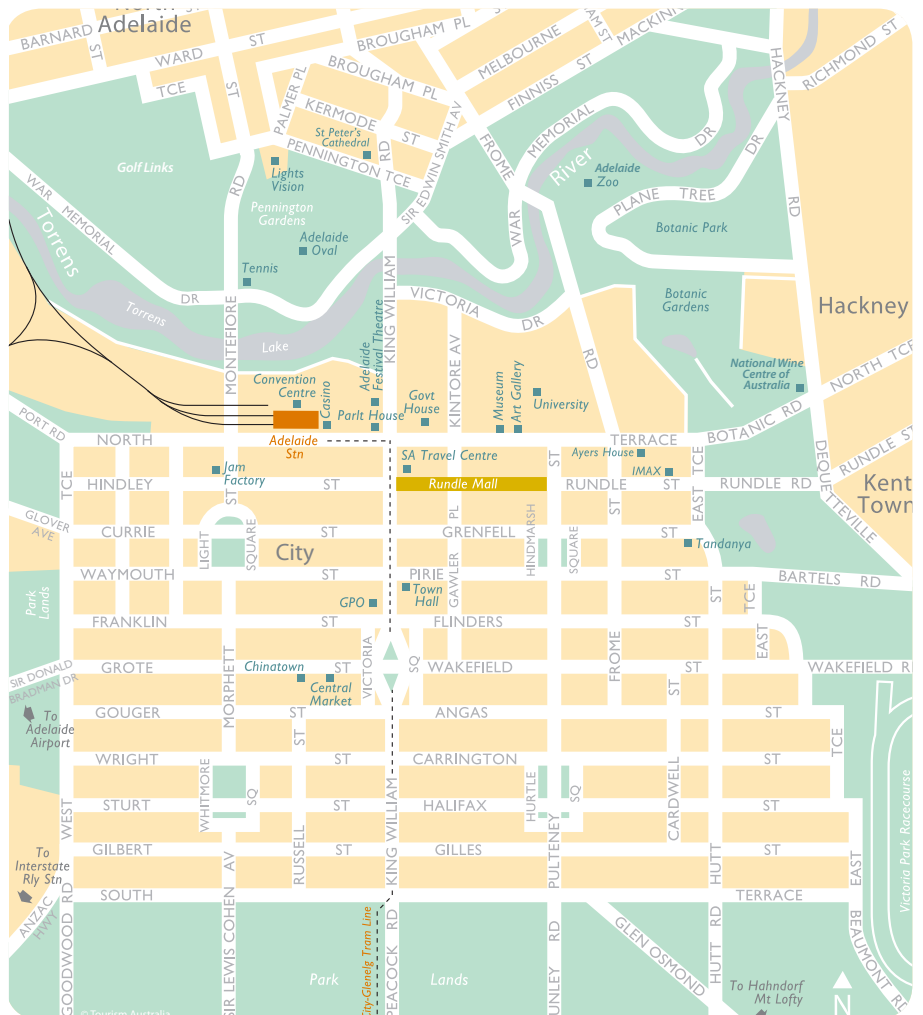 North
Adelaide
BARNARD
ST
WARD
ST
TCE
ST
BROUGHAM PL
BROUGHAM PL
MELBOURNE
ST
MACKINN
FINNISS ST
HACKNEY
RD
RICHMOND ST
PALMER PL
KERMODE
ST
St Peter's
Cathedral
PENNINGTON TCE
RD
SIR EDWIN SMITH AV
FROME
RD
WAR
MEMORIAL
DR
River
Adelaide
Zoo
PLANE TREE
DR
Botanic Park
Golf Links
Lights
Vision
Pennington
Gardens
Adelaide
Oval
Tennis
RD
WAR
MEMORIAL
DR
Torrens
Torrens
Lake
MONTEFIORE
KING WILLIAM
VICTORIA
DR
Botanic
Gardens
Hackney
National Wine
Centre of
Australia
NORTH TCE
BOTANIC RD
Convention
Centre
Casino
Adelaide
Festival Theatre
Parlt House
Govt
House
KINTORE AV
Museum
Art Gallery
University
PORT RD
NORTH
Adelaide
Stn
TERRACE
Ayers House
IMAX
TCE
Jam
Factory
SA Travel Centre
ST
TCE
HINDLEY
ST
ST
Rundle Mall
RUNDLE
ST
ST
EAST
RUNDLE RD
DEQUETTEVILLE
RUNDLE ST
Kent
Town
GLOVER
AVE
CURRIE
LIGHT
SQUARE
ST
City
GRENFELL
PL
GAWLER
HINDMARSH
SQUARE
ST
Tandanya
WAYMOUTH
ST
PIRIE
Town
Hall
GPO
ST
ST
TCE
EAST
BARTELS RD
Park
Lands
FRANKLIN
ST
FLINDERS
ST
GROTE
Chinatown
ST
Central
Market
VICTORIA
SQ
WAKEFIELD
FROME
ST
ST
WAKEFIELD R
SIR DONALD
BRADMAN DR
To
Adelaide
Airport
MORPHETT
GOUGER
ST
ST
ANGAS
ST
TCE
WRIGHT
ST
CARRINGTON
ST
WHITMORE
SQ
HURTLE
SQ
CARDWELL
WEST
STURT
ST
HALIFAX
ST
KING WILLIAM
To
Interstate
Rly Stn
GILBERT
RUSSELL
ST
GILLES
PULTENEY
HUTT
ST
EAST
Victoria Park Racecourse
ANZAC
HWY
GOODWOOD RD
SOUTH
TERRACE
SIR LEWIS COHEN AV
City-Glenelg Tram Line
PEACOCK RD
UNLEY RD
GLEN OSMOND
HUTT RD
BEAUMONT RD
Park
Lands
To Hahndorf
Mt Lofty
N
© Tourism Australia